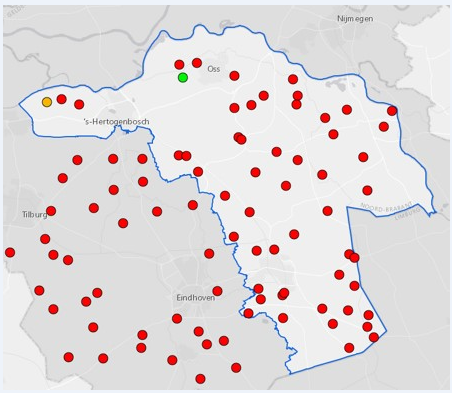 Nijmegen
Oss
's-Hertogenbosch
Tilburg
NOORD-BRABANT
LIMBURG
Eindhoven